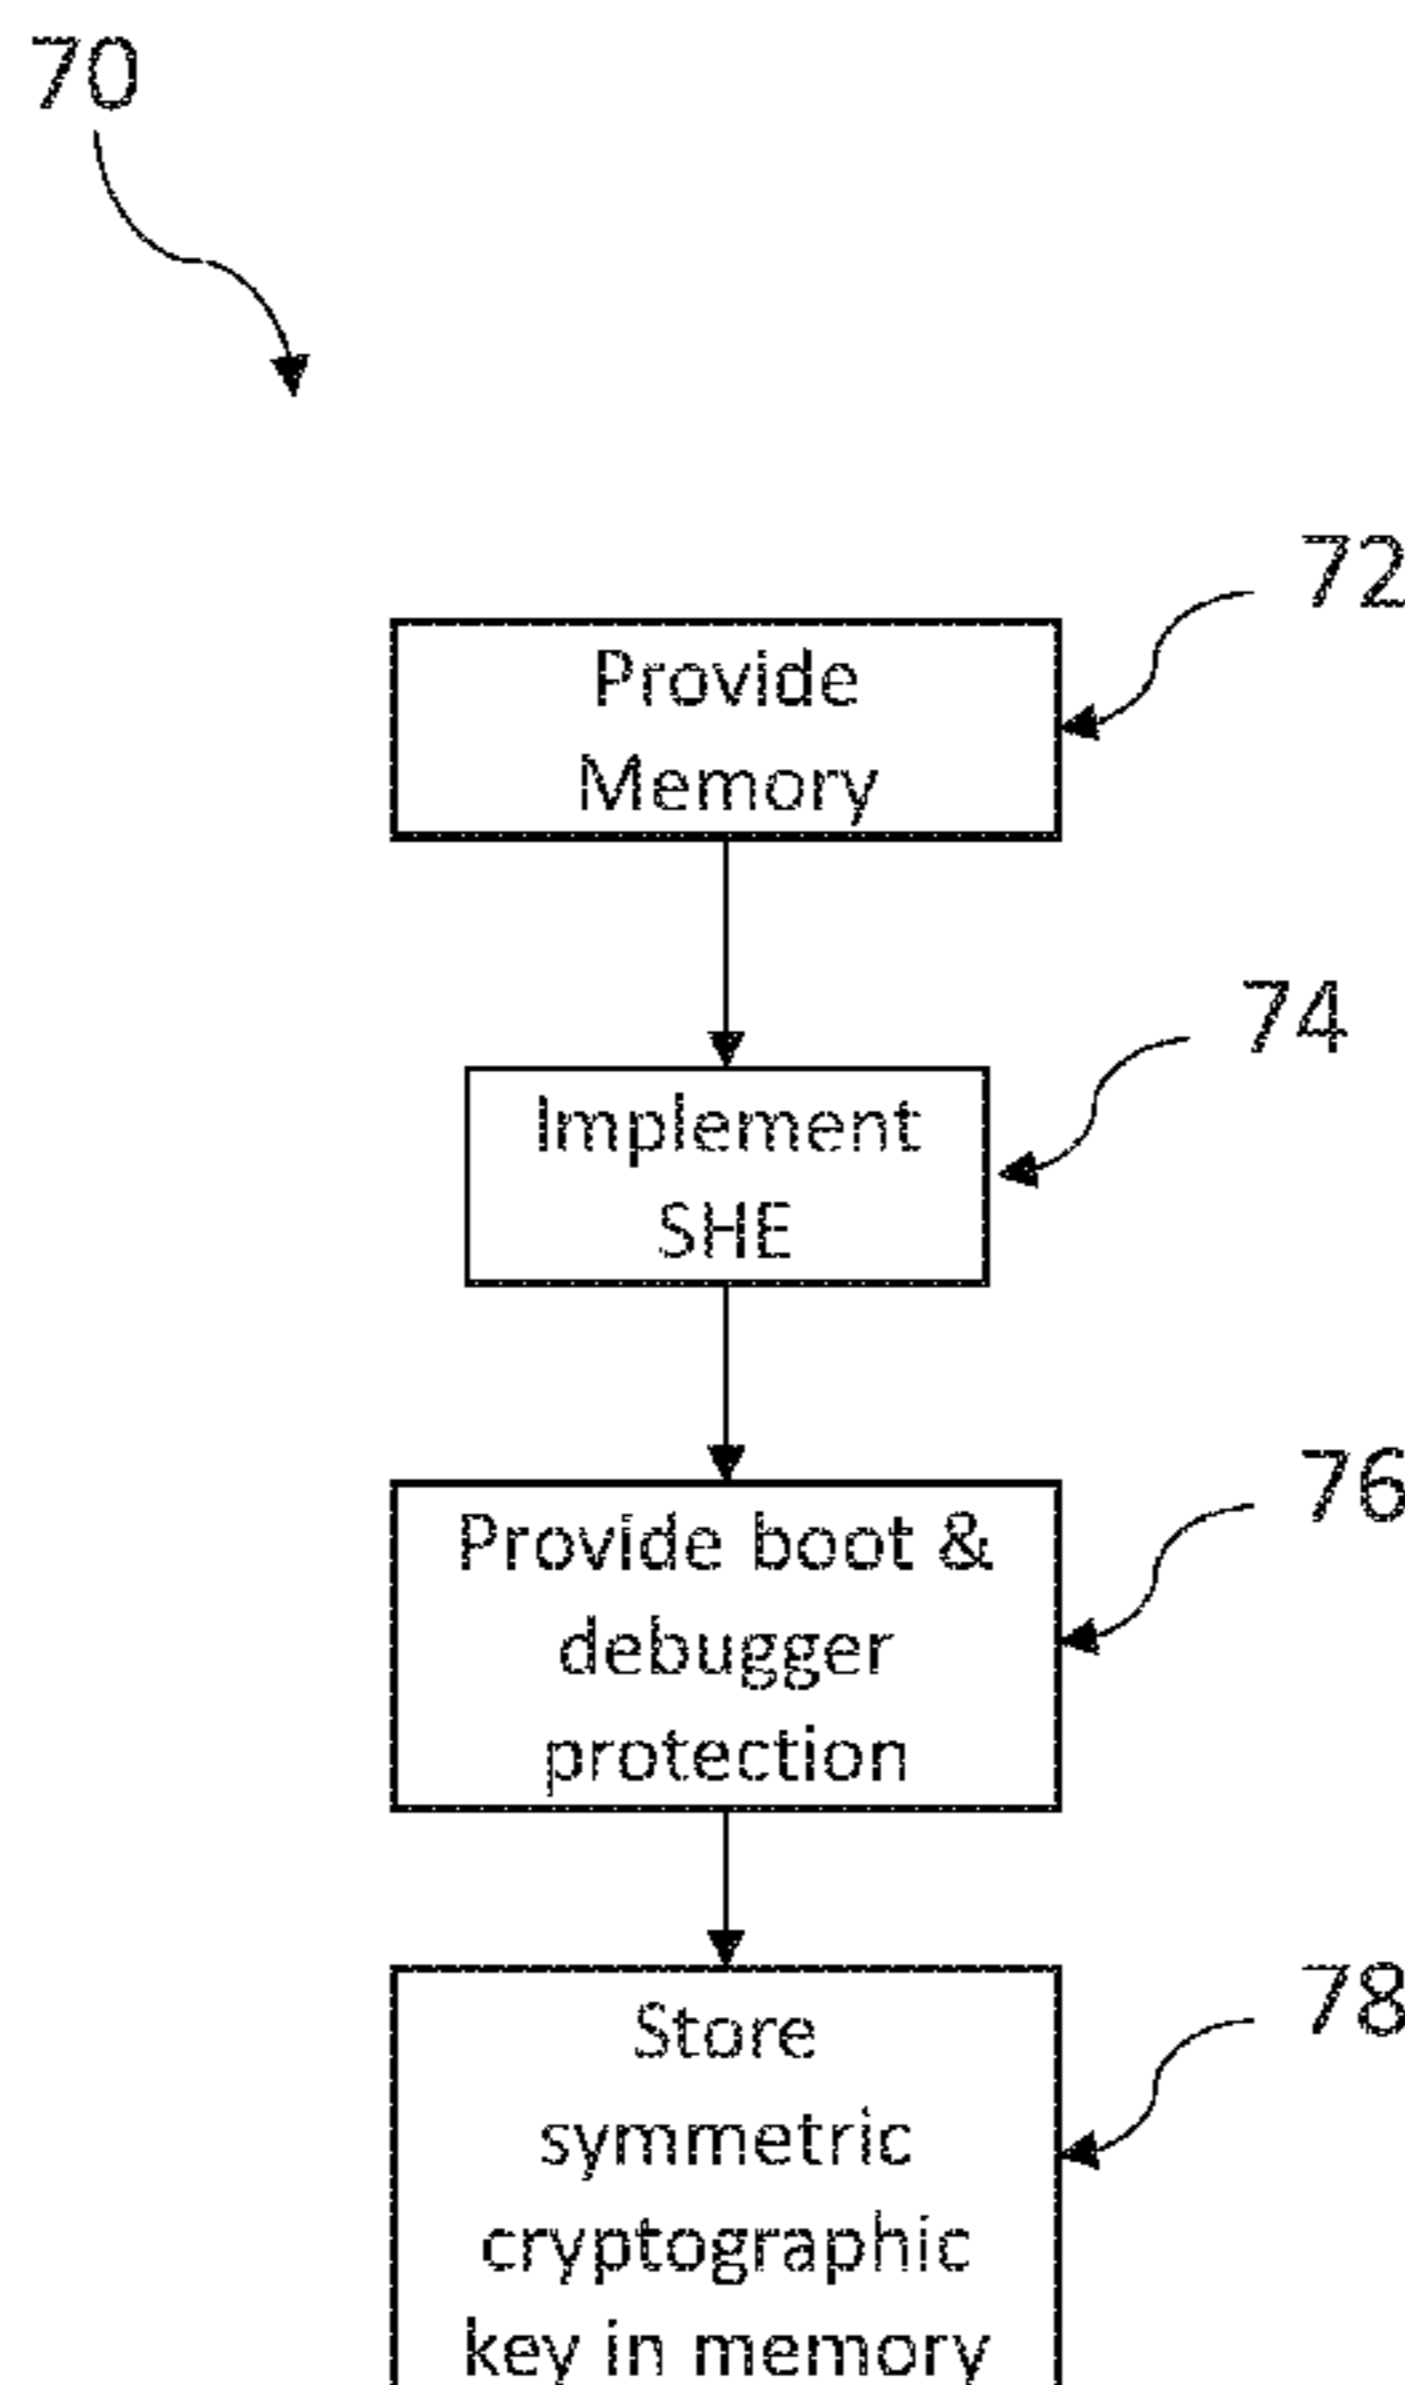 70
72
Provide
Memory
74
Implement
SHE
76
Provide boot &
debugger
protection
78
Store
symmetric
cryptographic
key in memory